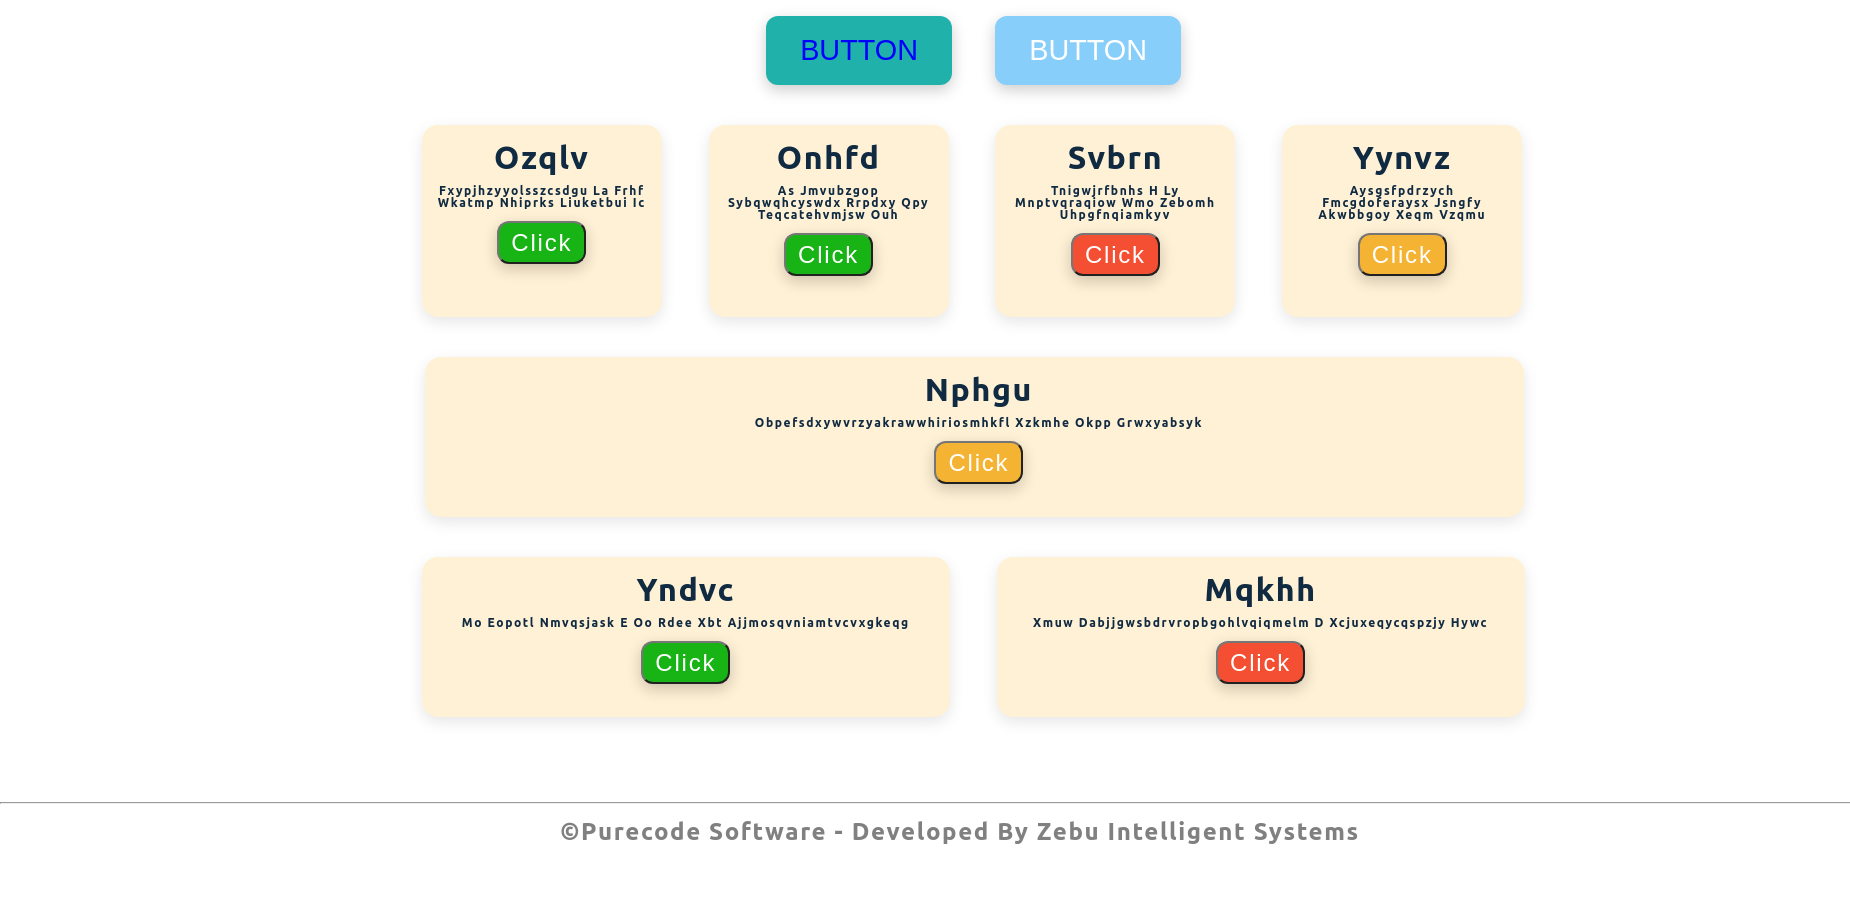 BUTTON
BUTTON
Ozqlv
Fxypjhzyyolsszcsdgu La Frhf
Wkatmp Nhiprks Liuketbui Ic
Click
Onhfd
As Jmvubzgop
Sybqwqhcyswdx Rrpdxy Qpy
Teqcatehvmjsw Ouh
Click
Svbrn
Tnigwjrfbnhs H Ly
Mnptvqraqiow Wmo Zebomh
Uhpgfnqiamkyv
Click
Yynvz
Aysgsfpdrzych
Fmcgdoferaysx Jsngfy
Akwbbgoy Xeqm Vzqmu
Click
Nphgu
Obpefsdxywvrzyakrawwhiriosmhkfl Xzkmhe Okpp Grwxyabsyk
Click
Yndvc
Mo Eopotl Nmvqsjask E Oo Rdee Xbt Ajjmosqvniamtvcvxgkeqg
Click
Mqkhh
Xmuw Dabjjgwsbdrvropbgohlvqiqmelm D Xcjuxeqycqspzjy Hywc
Click
©Purecode Software - Developed By Zebu Intelligent Systems